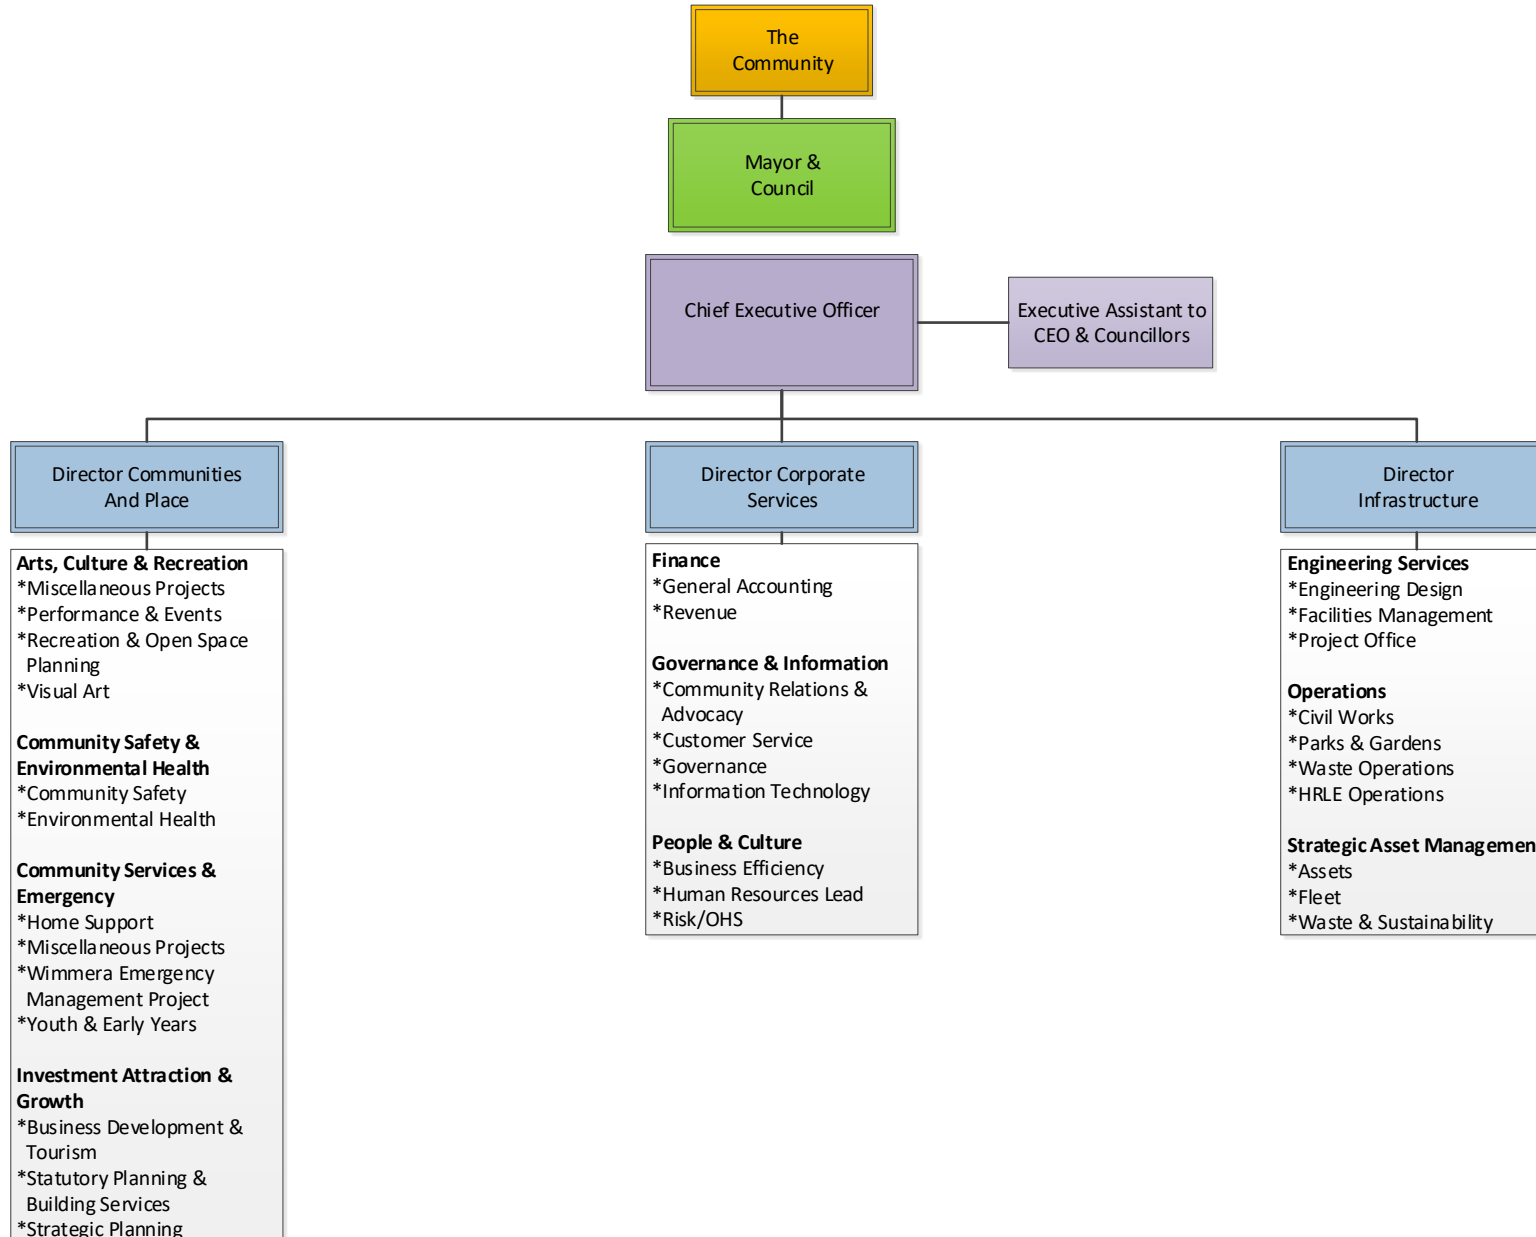 The
Community
Mayor &
Council
Chief Executive Officer
Executive Assistant to
CEO & Councillors
Director Communities
And Place
Arts, Culture & Recreation
*Miscellaneous Projects
*Performance & Events
*Recreation & Open Space
Planning
*Visual Art
Community Safety &
Environmental Health
*Community Safety
*Environmental Health
Community Services &
Emergency
*Home Support
*Miscellaneous Projects
*Wimmera Emergency
Management Project
*Youth & Early Years
Investment Attraction &
Growth
*Business Development &
Tourism
*Statutory Planning &
Building Services
*Strategic Planning
Director Corporate
Services
Finance
*General Accounting
*Revenue
Governance & Information
*Community Relations &
Advocacy
*Customer Service
*Governance
*Information Technology
People & Culture
*Business Efficiency
*Human Resources Lead
*Risk/OHS
Director
Infrastructure
Engineering Services
*Engineering Design
*Facilities Management
*Project Office
Operations
*Civil Works
*Parks & Gardens
*Waste Operations
*HRLE Operations
Strategic Asset Managemen
*Assets
*Fleet
*Waste & Sustainability